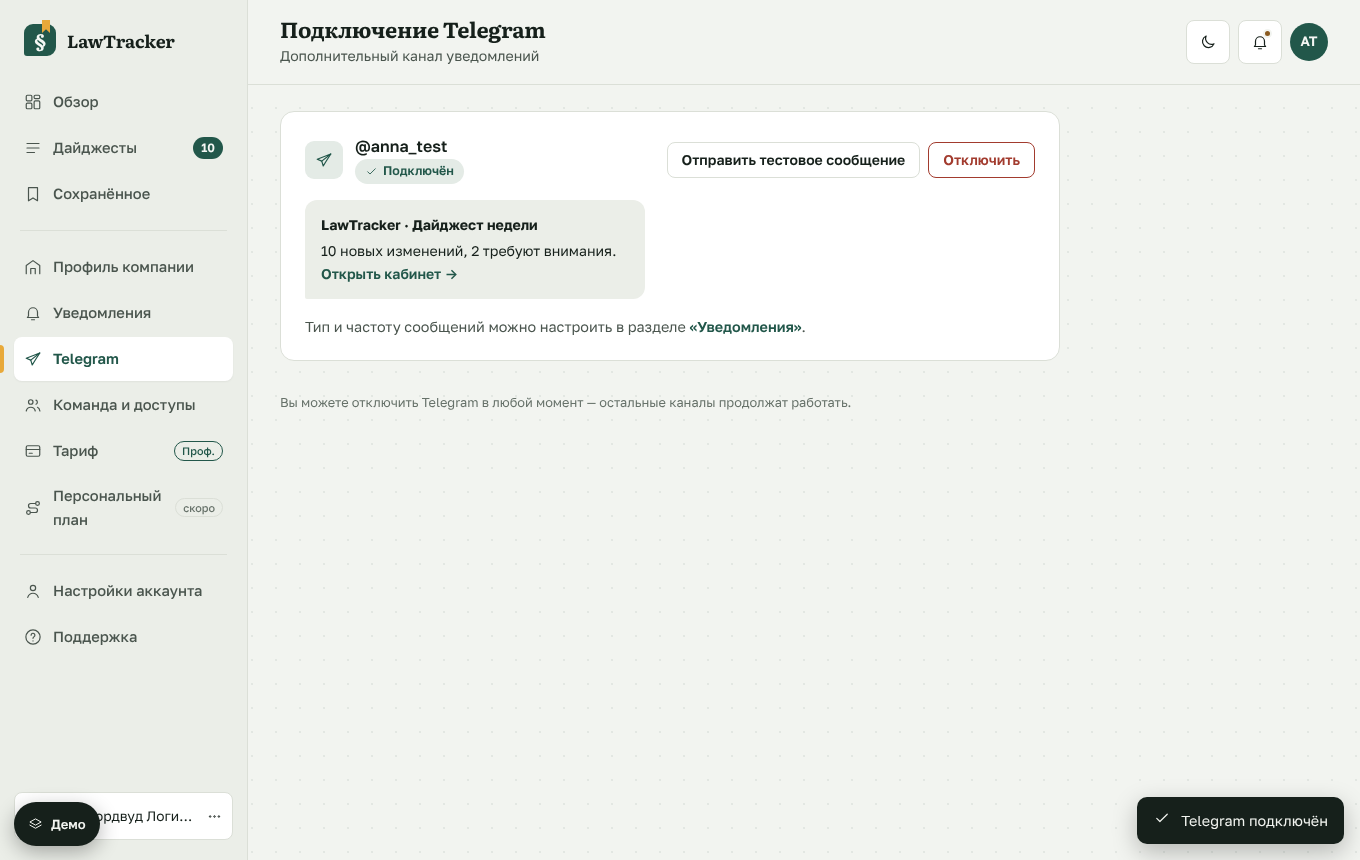 § LawTracker
Обзор
Дайджесты 10
Сохранённое
Профиль компании
Уведомления
Telegram
Команда и доступы
Тариф Проф.
Персональный
план
скоро
Настройки аккаунта
Поддержка
Демо
ордвуд Логи... ...
Подключение Telegram
Дополнительный канал уведомлений
AT
@anna_test
Подключён
Отправить тестовое сообщение
Отключить
LawTracker · Дайджест недели
10 новых изменений, 2 требуют внимания.
Открыть кабинет →
Тип и частоту сообщений можно настроить в разделе «Уведомления».
Вы можете отключить Telegram в любой момент — остальные каналы продолжат работать.
Telegram подключён